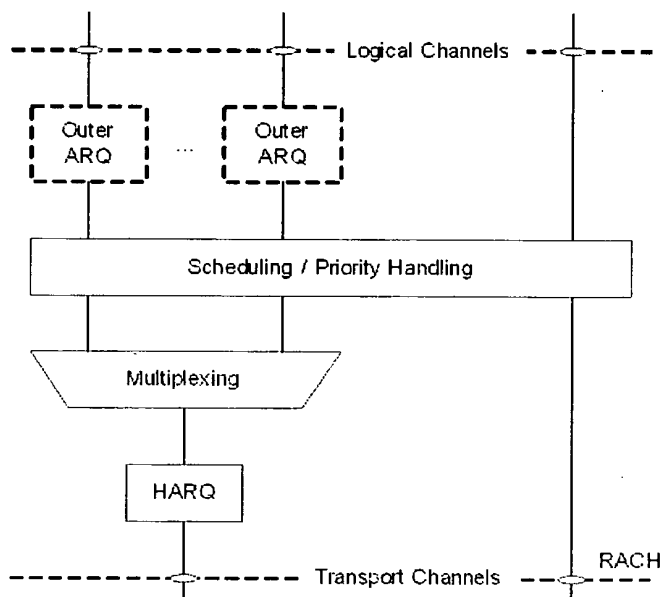 Logical Channels
Outer
ARQ
...
Outer
ARQ
Scheduling / Priority Handling
Multiplexing
HARQ
RACH
Transport Channels